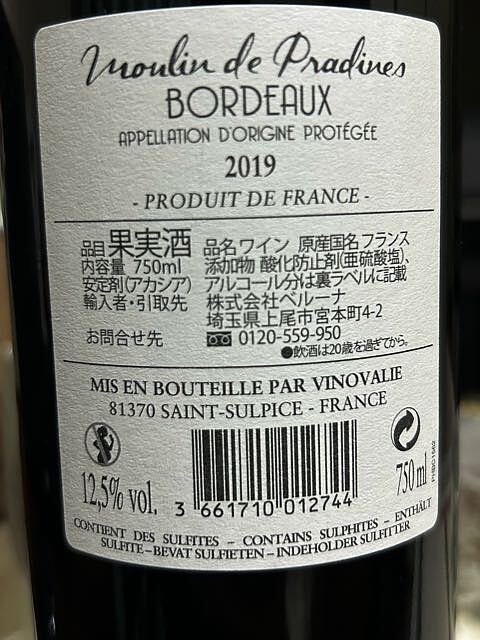 Moulin de Pradines
BORDEAUX
APPELLATION D'ORIGINE PROTÉGÉE
2019
- PRODUIT DE FRANCE -
品目 果実酒 品名 ワイン 原産国名 フランス
内容量 750ml 添加物 酸化防止剤(亜硫酸塩)、
安定剤(アカシア) アルコール分は裏ラベルに記載
輸入者・引取先 株式会社ベルーナ
埼玉県上尾市宮本町4-2
お問合せ先 0120-559-950
●飲酒は20歳を過ぎてから。
MIS EN BOUTEILLE PAR VINOVALIE
81370 SAINT-SULPICE - FRANCE
12,5% vol.
3 661710 012744
750 ml
CONTIENT DES SULFITES – CONTAINS SULPHITES – ENTHÄLT
SULFITE – BEVAT SULFIETEN – INDEHOLDER SULFITTER